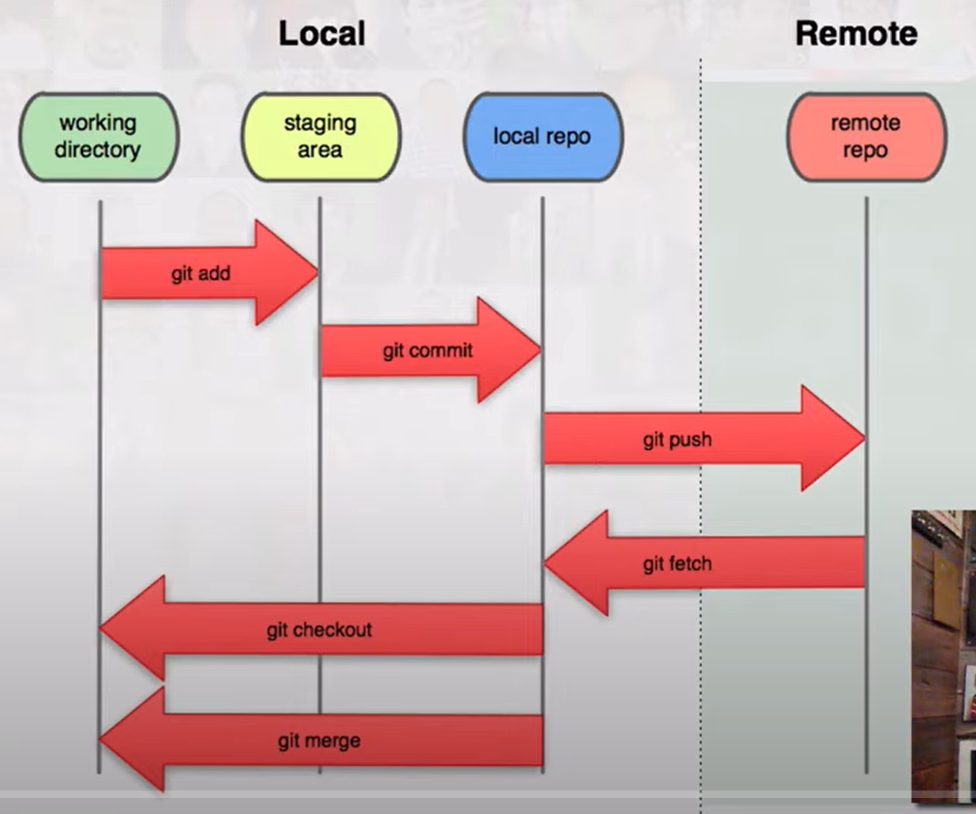 Local
Remote
working
directory
staging
area
local repo
remote
repo
git add
git commit
git push
git fetch
git checkout
git merge